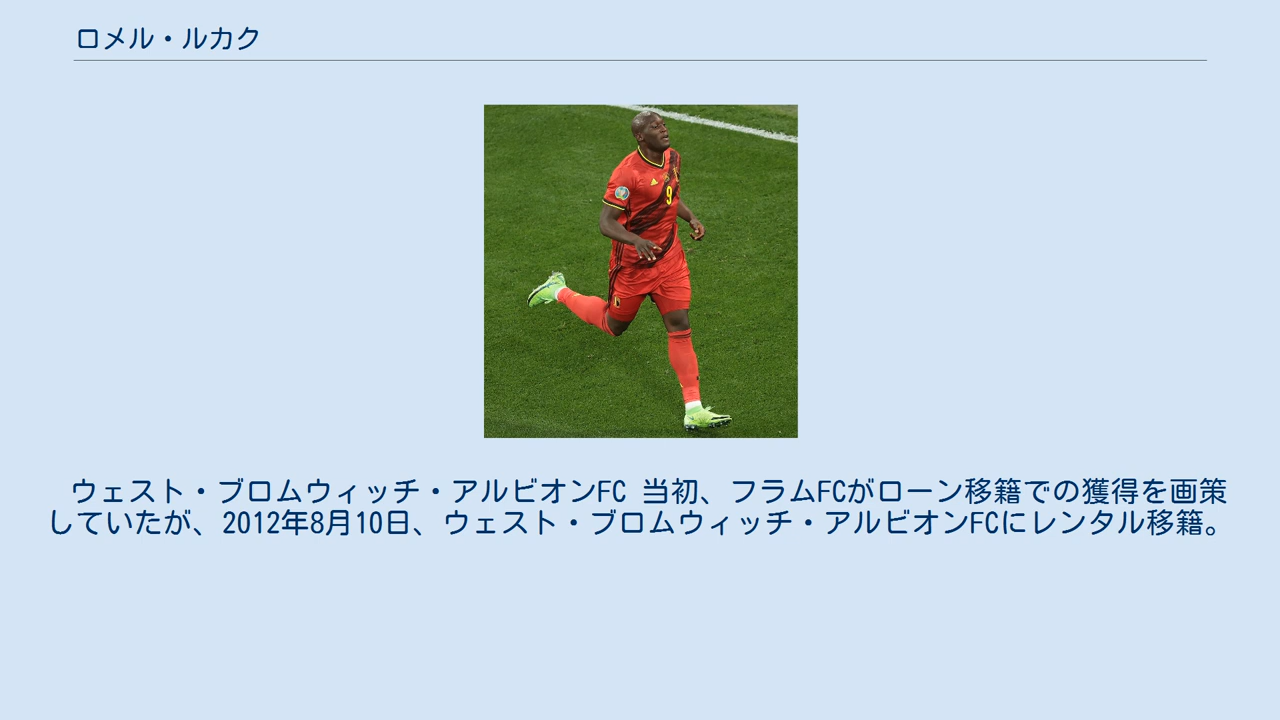 ロメル・ルカク
9
ウェスト・ブロムウィッチ・アルビオンFC 当初、フラムFCがローン移籍での獲得を画策
していたが、2012年8月10日、ウェスト・ブロムウィッチ・アルビオンFCにレンタル移籍。